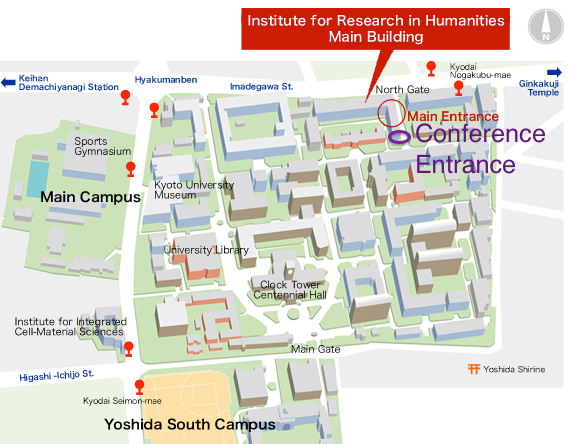 Institute for Research in Humanities
Main Building
N
Keihan
Demachiyanagi Station
Hyakumanben
Imadegawa St.
North Gate
Kyodai
Nogakubu-mae
Ginkakuji
Temple
Main Entrance
Conference
Entrance
Sports
Gymnasium
Main Campus
Kyoto University
Museum
University Library
Clock Tower
Centennial Hall
Institute for Integrated
Cell-Material Sciences
Main Gate
Higashi-Ichijo St.
Kyodai Seimon-mae
Yoshida Shirine
Yoshida South Campus